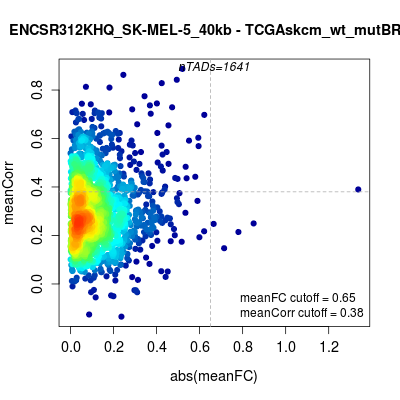 ENCSR312KHQ_SK-MEL-5_40kb - TCGAskcm_wt_mutBR
nTADs=1641
meanCorr
0.0 0.2 0.4 0.6 0.8
meanFC cutoff = 0.65
meanCorr cutoff = 0.38
0.0 0.2 0.4 0.6 0.8 1.0 1.2
abs(meanFC)